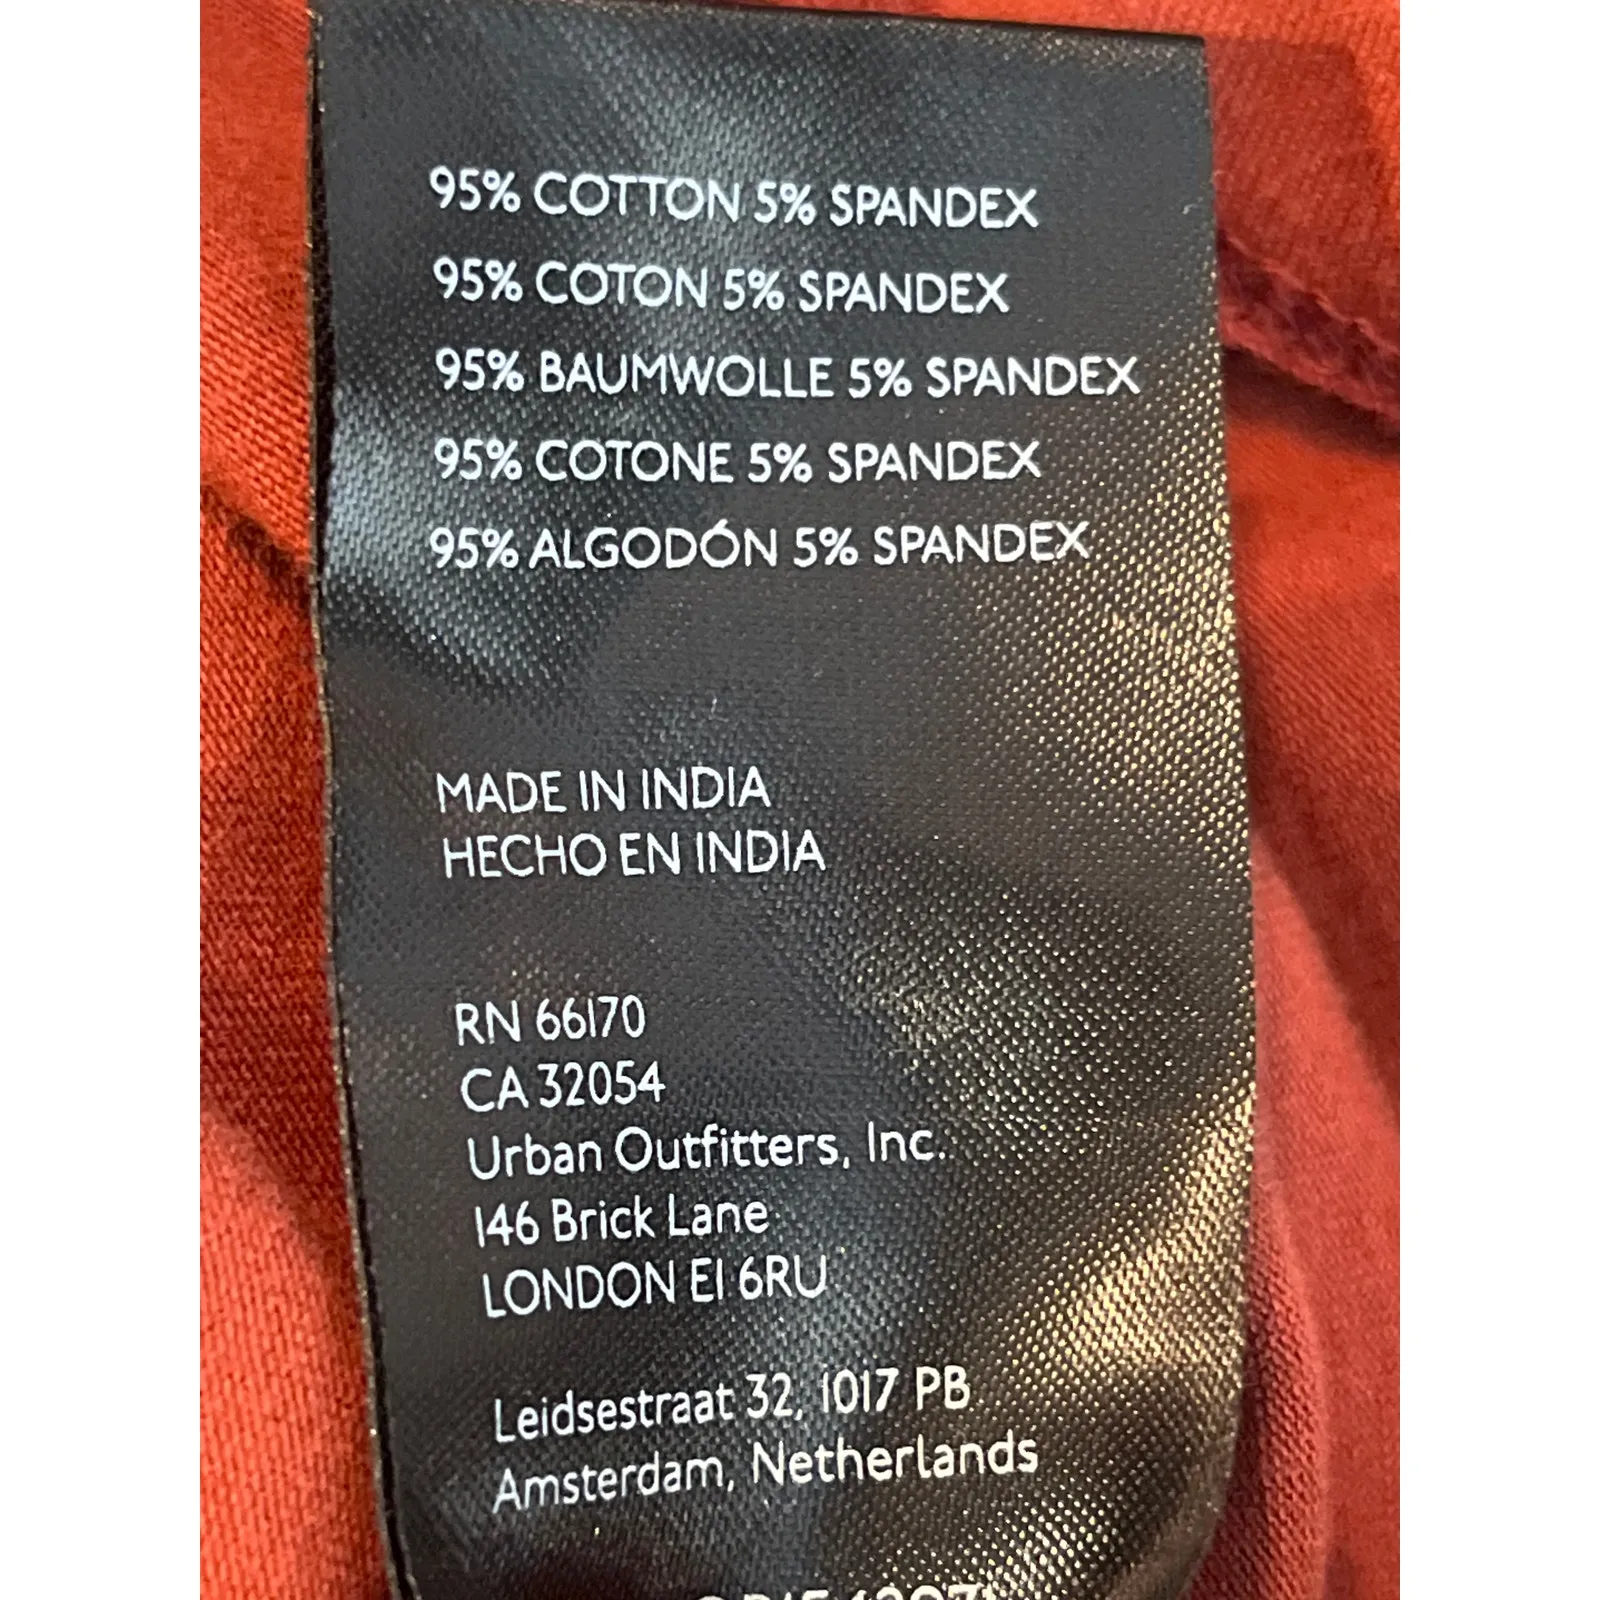 95% COTTON 5% SPANDEX
95% COTON 5% SPANDEX
95% BAUMWOLLE 5% SPANDEX
95% COTONE 5% SPANDEX
95% ALGODÓN 5% SPANDEX
MADE IN INDIA
HECHO EN INDIA
RN 66170
CA 32054
Urban Outfitters, Inc.
146 Brick Lane
LONDON E1 6RU
Leidsestraat 32, 1017 PB
Amsterdam, Netherlands